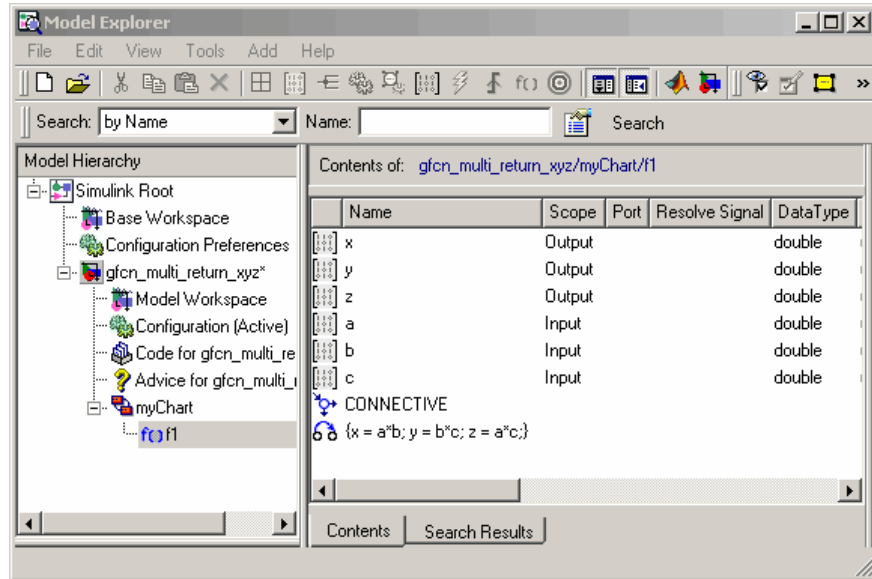 Model Explorer
File Edit View Tools Add Help
f()
Search: by Name Name: Search
Model Hierarchy
Contents of: gfcn_multi_return_xyz/myChart/f1
Simulink Root
Base Workspace
Configuration Preferences
gfcn_multi_return_xyz*
Model Workspace
Configuration (Active)
Code for gfcn_multi_re
Advice for gfcn_multi_
myChart
f() f1
Name Scope Port Resolve Signal DataType
x Output double
y Output double
z Output double
a Input double
b Input double
c Input double
CONNECTIVE
{x = a*b; y = b*c; z = a*c;}
Contents Search Results